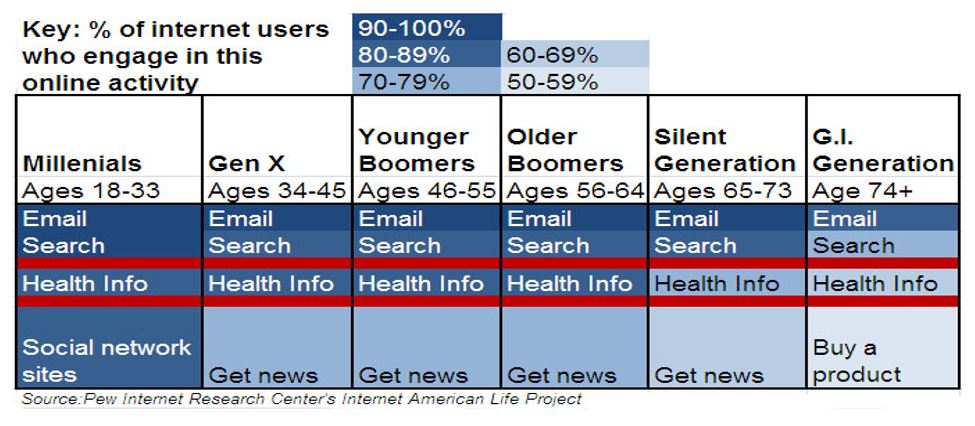 Key: % of internet users
who engage in this
online activity
90-100%
80-89% 60-69%
70-79% 50-59%
Millenials Gen X Younger Boomers Older Boomers Silent Generation G.I. Generation
Ages 18-33 Ages 34-45 Ages 46-55 Ages 56-64 Ages 65-73 Age 74+
Email Email Email Email Email Email
Search Search Search Search Search Search
Health Info Health Info Health Info Health Info Health Info Health Info
Social network sites Get news Get news Get news Get news Buy a product
Source:Pew Internet Research Center's Internet American Life Project